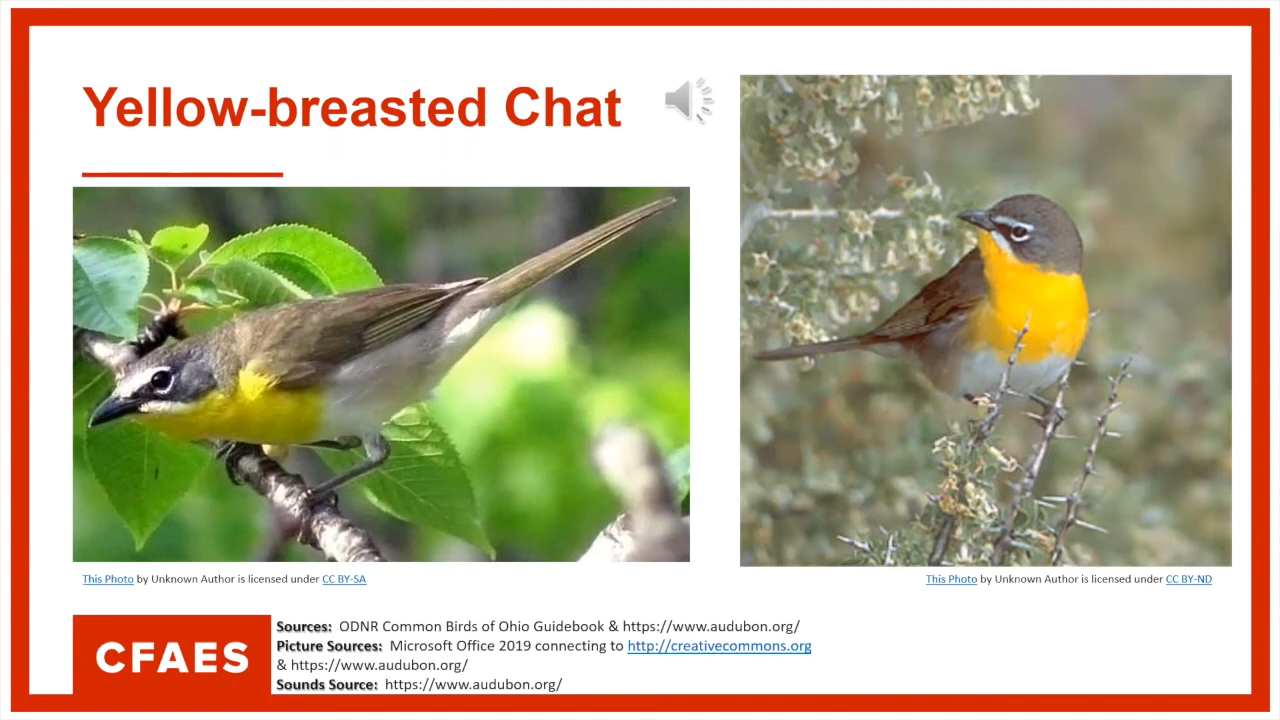 Yellow-breasted Chat
This Photo by Unknown Author is licensed under CC BY-SA
This Photo by Unknown Author is licensed under CC BY-ND
CFAES
Sources: ODNR Common Birds of Ohio Guidebook & https://www.audubon.org/
Picture Sources: Microsoft Office 2019 connecting to http://creativecommons.org
& https://www.audubon.org/
Sounds Source: https://www.audubon.org/